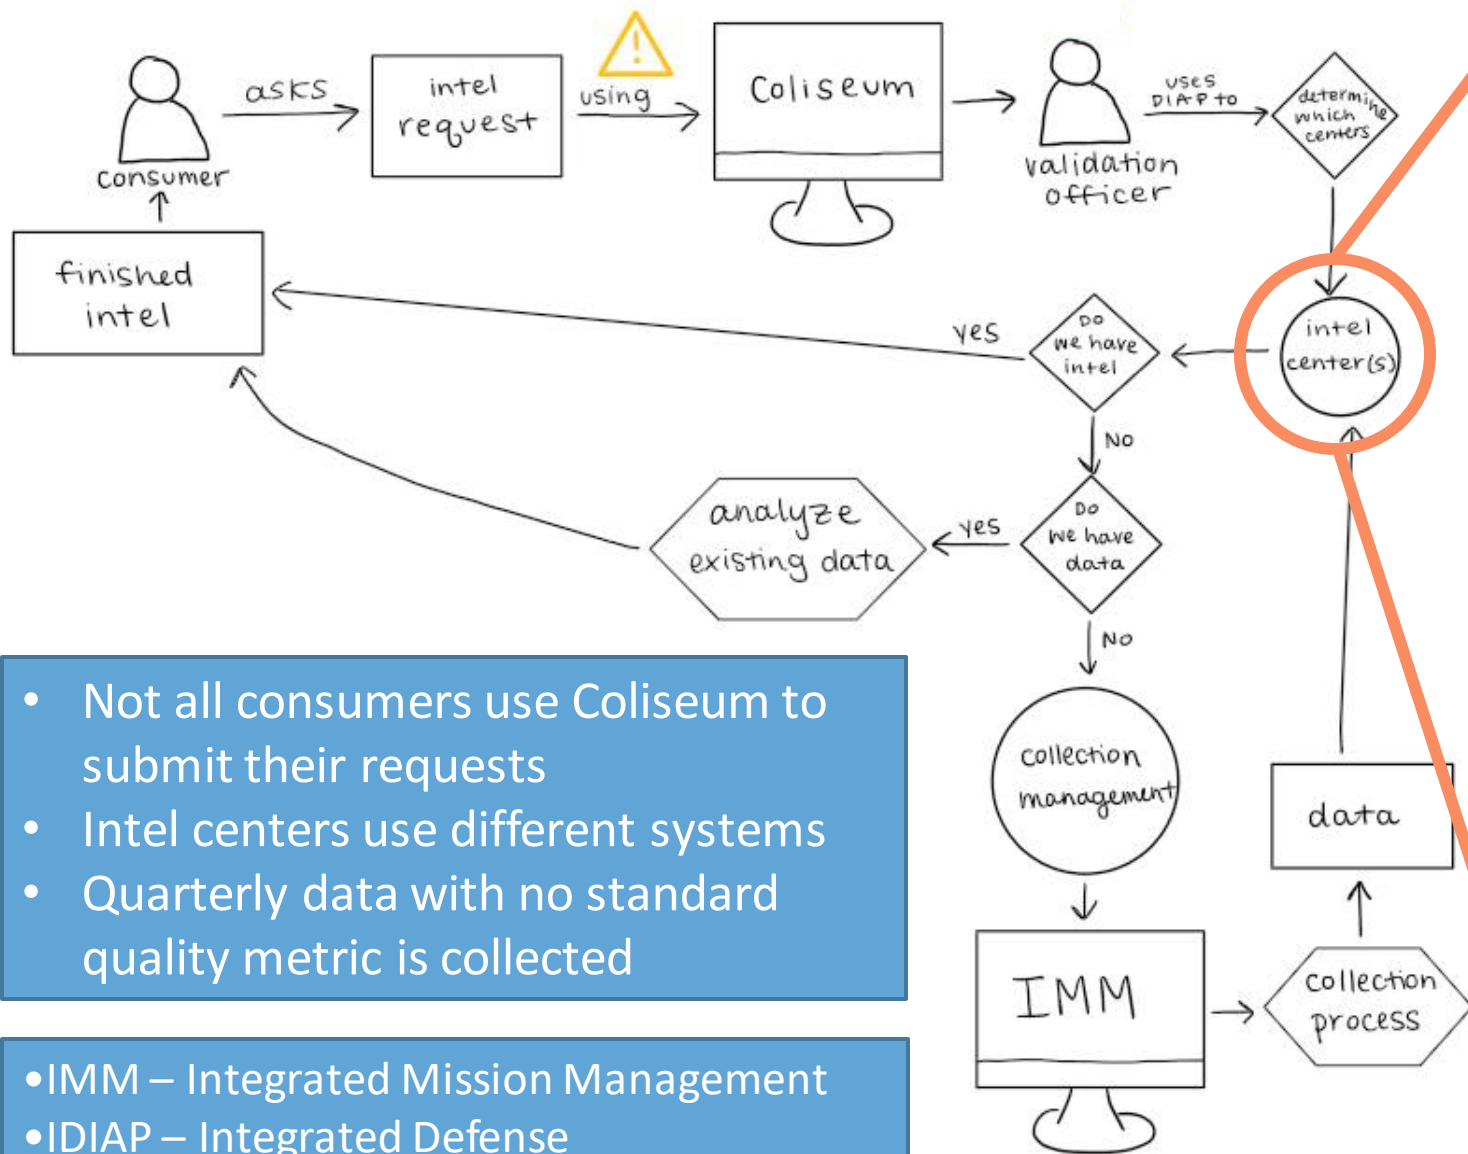 asks
intel
request
using
Coliseum
uses
DIAP to
determine
which
centers
consumer
validation
officer
finished
intel
yes
Do
we have
intel
intel
center(s)
No
analyze
existing data
yes
Do
we have
data
No
• Not all consumers use Coliseum to
submit their requests
• Intel centers use different systems
• Quarterly data with no standard
quality metric is collected
collection
management
data
IMM
collection
process
•IMM – Integrated Mission Management
•IDIAP – Integrated Defense